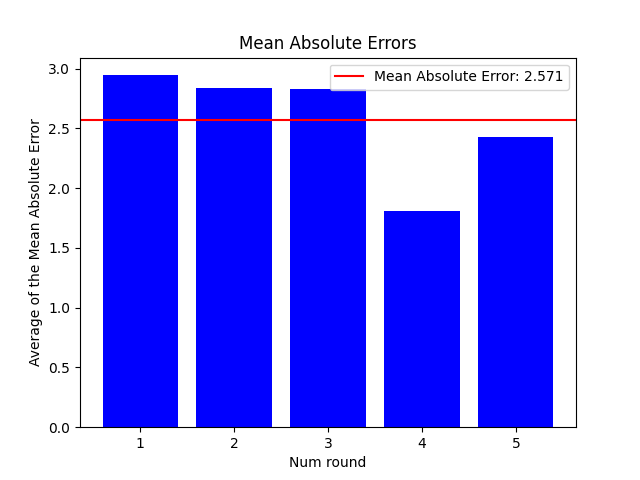 Mean Absolute Errors
Mean Absolute Error: 2.571
Average of the Mean Absolute Error
3.0
2.5
2.0
1.5
1.0
0.5
0.0
1 2 3 4 5
Num round